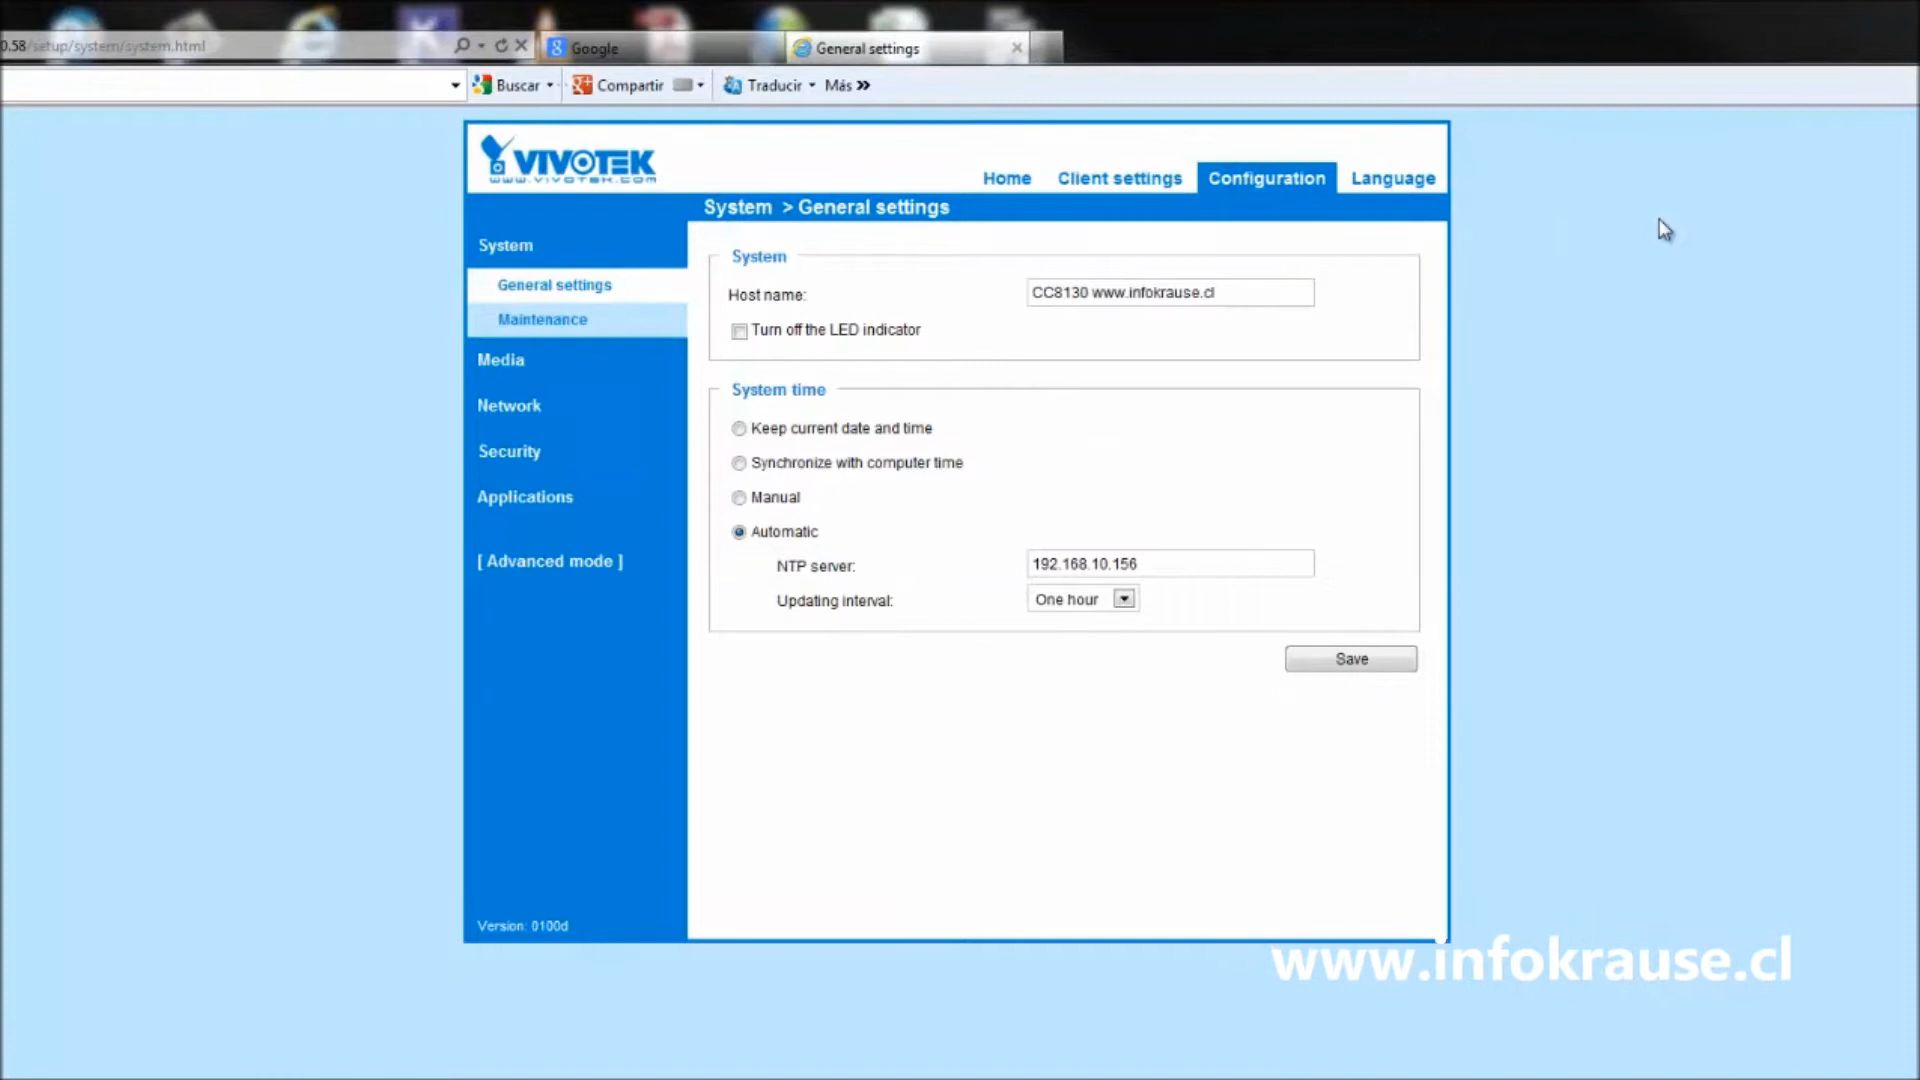 0.58/setup/system/system.html
Google
General settings
Buscar
Compartir
Traducir
Más
VIVOTEK
www.vivotek.com
Home
Client settings
Configuration
Language
System > General settings
System
General settings
Maintenance
Media
Network
Security
Applications
[ Advanced mode ]
Version: 0100d
System
Host name:
CC8130 www.infokrause.cl
Turn off the LED indicator
System time
Keep current date and time
Synchronize with computer time
Manual
Automatic
NTP server:
192.168.10.156
Updating interval:
One hour
Save
www.infokrause.cl